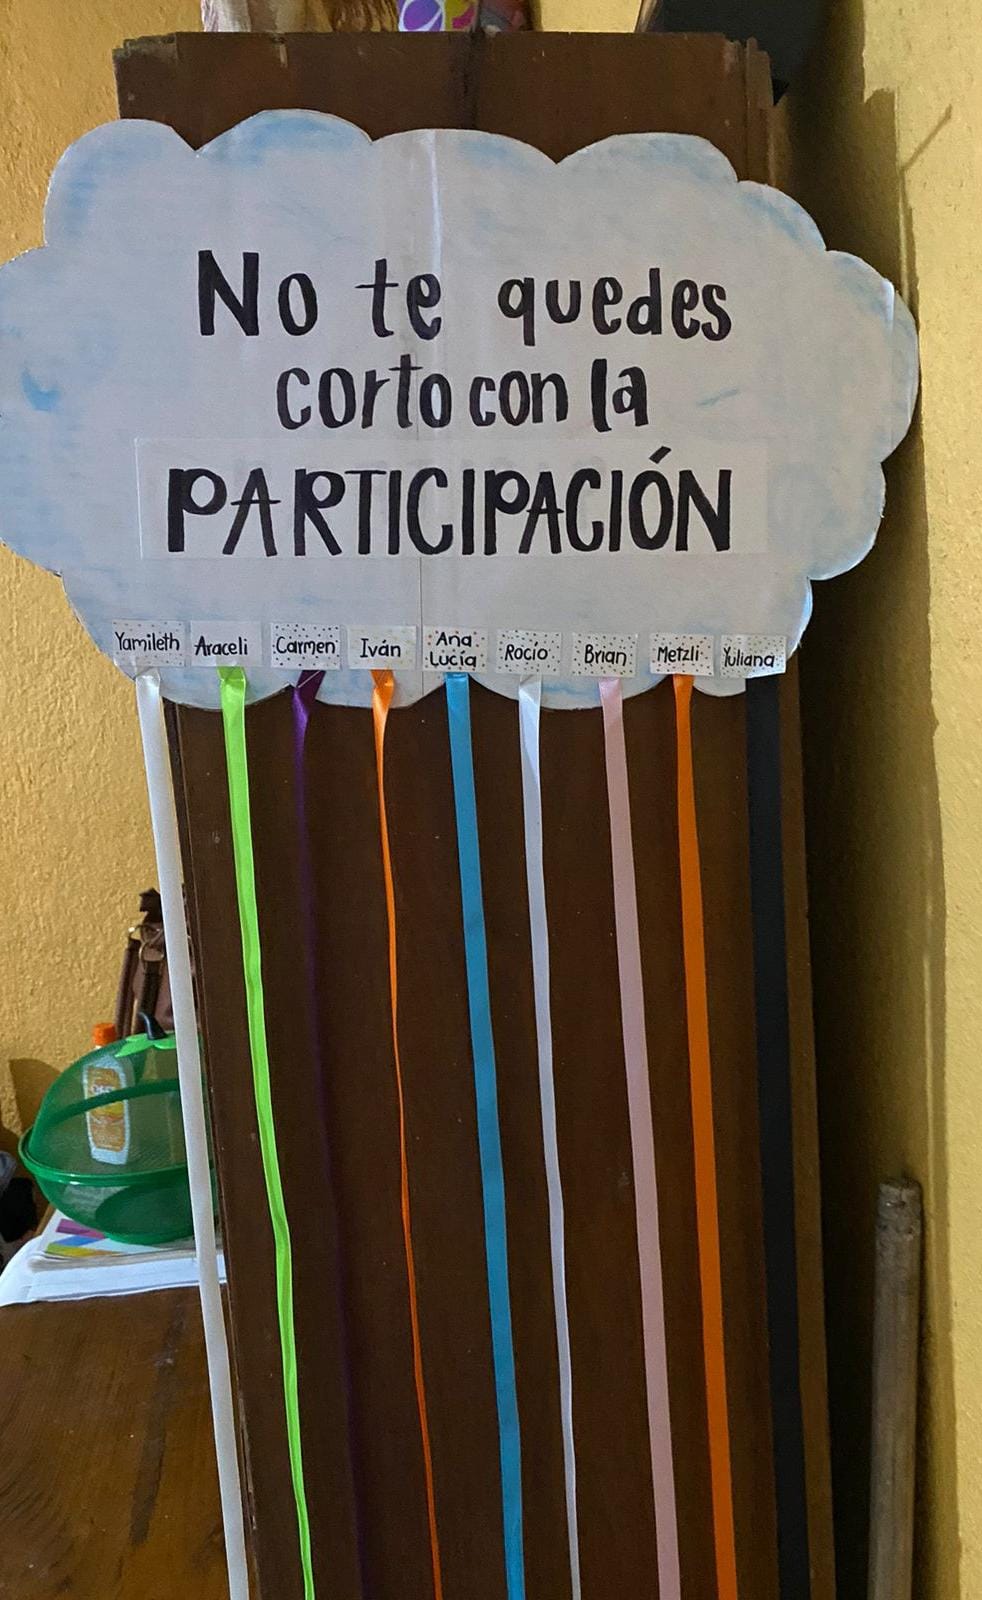 No te quedes
corto con la
PARTICIPACIÓN
Yamileth Araceli Carmen Iván Ana Lucía Rocío Brian Metzli Yuliana